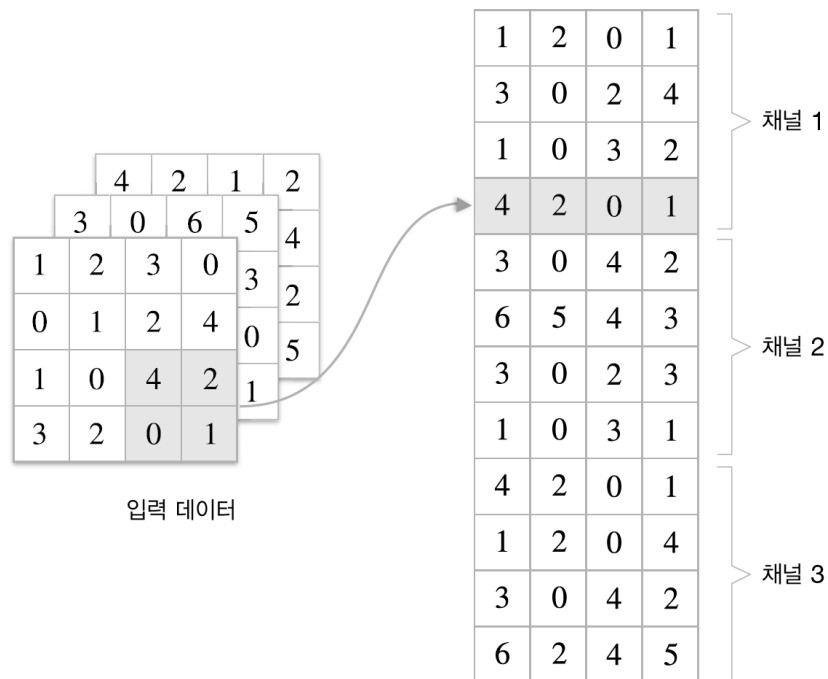 4 2 1 2
3 0 6 5
4
1 2 3 0
3
2
0 1 2 4
0
5
1 0 4 2
1
3 2 0 1
입력 데이터
1 2 0 1
3 0 2 4
1 0 3 2
4 2 0 1
채널 1
3 0 4 2
6 5 4 3
3 0 2 3
1 0 3 1
채널 2
4 2 0 1
1 2 0 4
3 0 4 2
6 2 4 5
채널 3